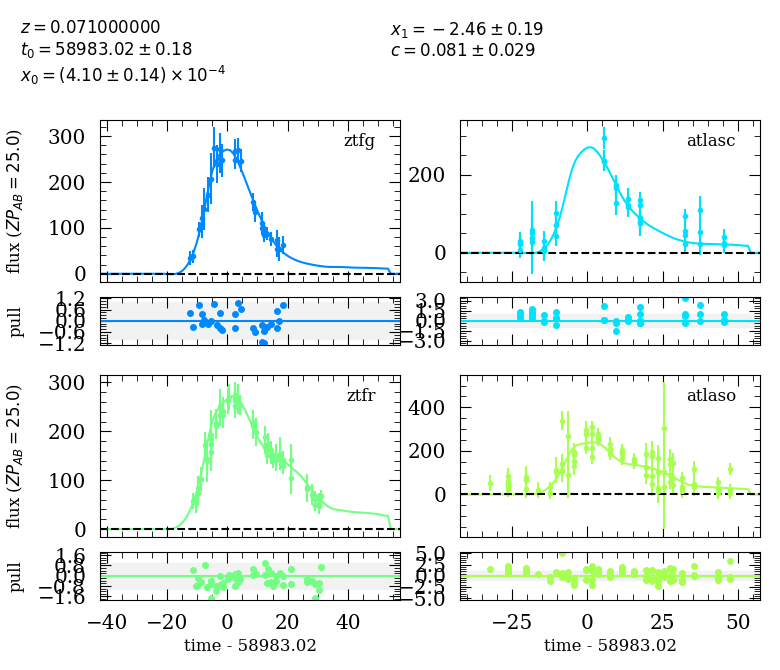 z = 0.071000000
t₀ = 58983.02 ± 0.18
x₀ = (4.10 ± 0.14) × 10⁻⁴
x₁ = −2.46 ± 0.19
c = 0.081 ± 0.029
flux (ZP_AB = 25.0)
300
200
100
0
ztfg
200
0
atlasc
pull
1.2
0.6
0.0
−0.6
−1.2
3.0
1.5
0.0
−1.5
−3.0
flux (ZP_AB = 25.0)
300
200
100
0
ztfr
400
200
0
atlaso
pull
1.6
0.8
0.0
−0.8
−1.6
5.0
2.5
0.0
−2.5
−5.0
−40 −20 0 20 40
−25 0 25 50
time - 58983.02
time - 58983.02